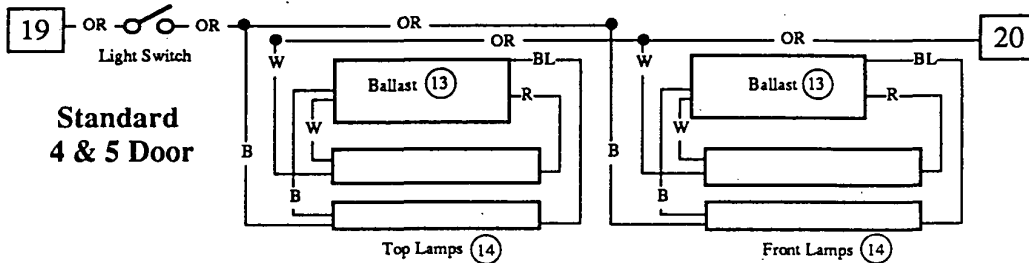 19 OR OR OR OR 20
Light Switch
OR OR
W W
Ballast 13 BL Ballast 13 BL
R R
Standard
4 & 5 Door
W W
B B
B B
Top Lamps 14 Front Lamps 14